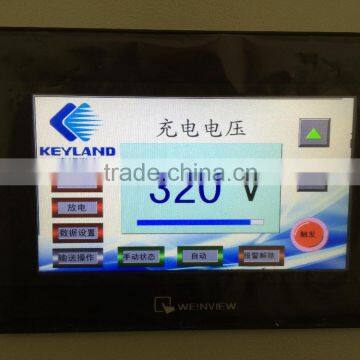 充电电压
KEYLAND
trade-china.cn
320 V
放电
数据设置
输送操作
手动状态
自动
报警解除
触发
WEINVIEW